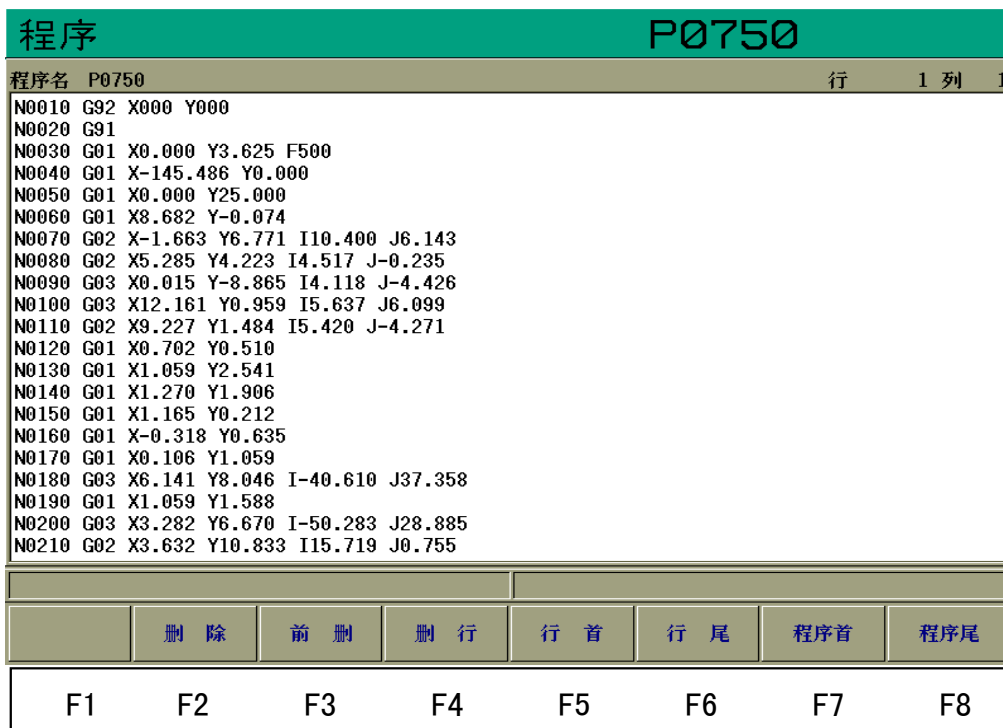 程序 P0750
程序名 P0750 行 1 列 1
N0010 G92 X000 Y000
N0020 G91
N0030 G01 X0.000 Y3.625 F500
N0040 G01 X-145.486 Y0.000
N0050 G01 X0.000 Y25.000
N0060 G01 X8.682 Y-0.074
N0070 G02 X-1.663 Y6.771 I10.400 J6.143
N0080 G02 X5.285 Y4.223 I4.517 J-0.235
N0090 G03 X0.015 Y-8.865 I4.118 J-4.426
N0100 G03 X12.161 Y0.959 I5.637 J6.099
N0110 G02 X9.227 Y1.484 I5.420 J-4.271
N0120 G01 X0.702 Y0.510
N0130 G01 X1.059 Y2.541
N0140 G01 X1.270 Y1.906
N0150 G01 X1.165 Y0.212
N0160 G01 X-0.318 Y0.635
N0170 G01 X0.106 Y1.059
N0180 G03 X6.141 Y8.046 I-40.610 J37.358
N0190 G01 X1.059 Y1.588
N0200 G03 X3.282 Y6.670 I-50.283 J28.885
N0210 G02 X3.632 Y10.833 I15.719 J0.755
删 除 前 删 删 行 行 首 行 尾 程序首 程序尾
F1 F2 F3 F4 F5 F6 F7 F8